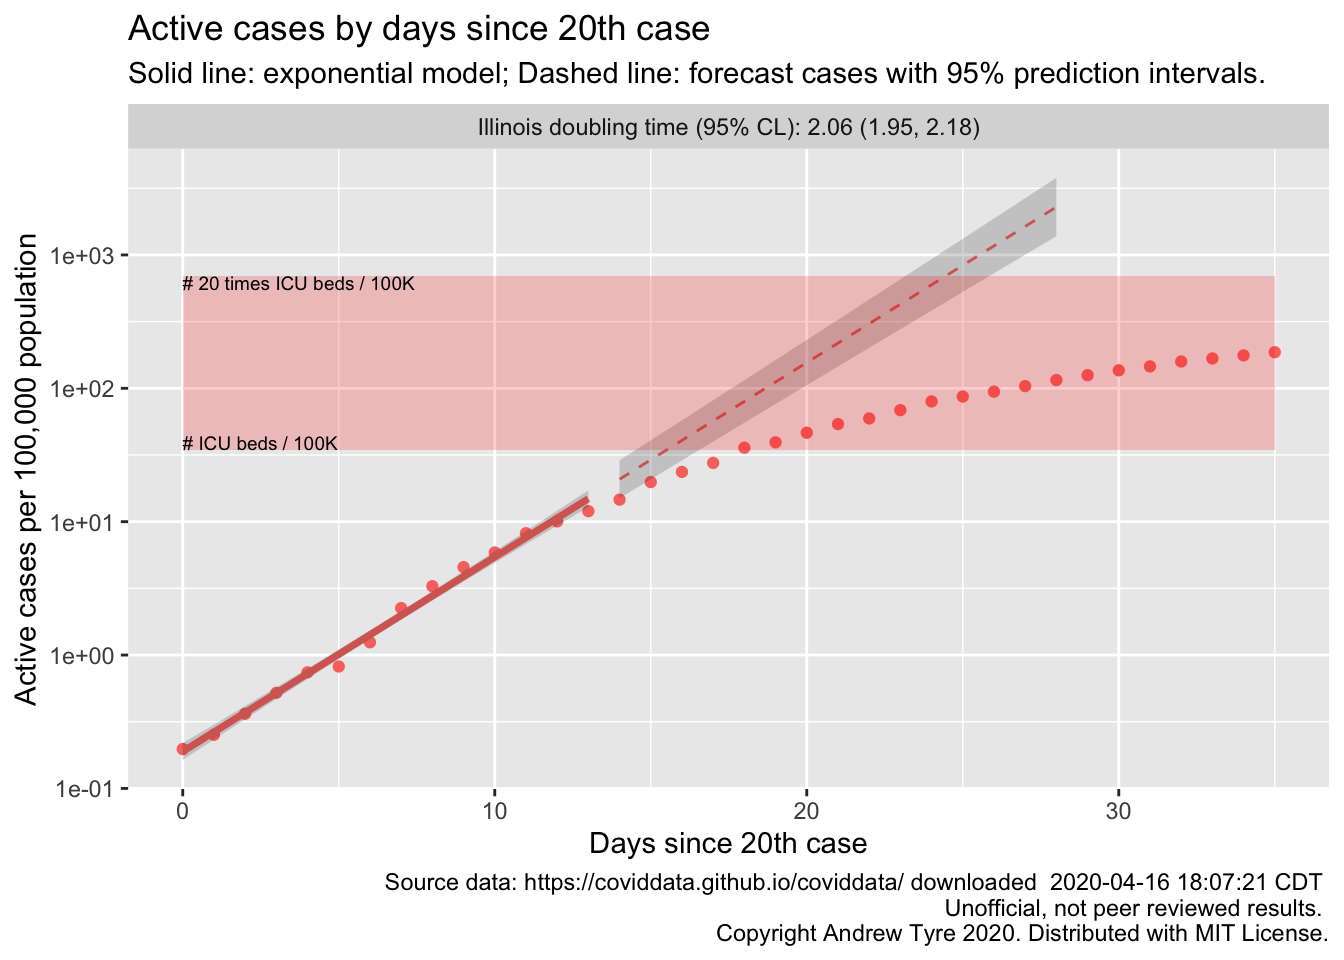 Active cases by days since 20th case
Solid line: exponential model; Dashed line: forecast cases with 95% prediction intervals.
Illinois doubling time (95% CL): 2.06 (1.95, 2.18)
Active cases per 100,000 population
1e+03
1e+02
1e+01
1e+00
1e-01
# 20 times ICU beds / 100K
# ICU beds / 100K
0
10
20
30
Days since 20th case
Source data: https://coviddata.github.io/coviddata/ downloaded  2020-04-16 18:07:21 CDT
Unofficial, not peer reviewed results.
Copyright Andrew Tyre 2020. Distributed with MIT License.